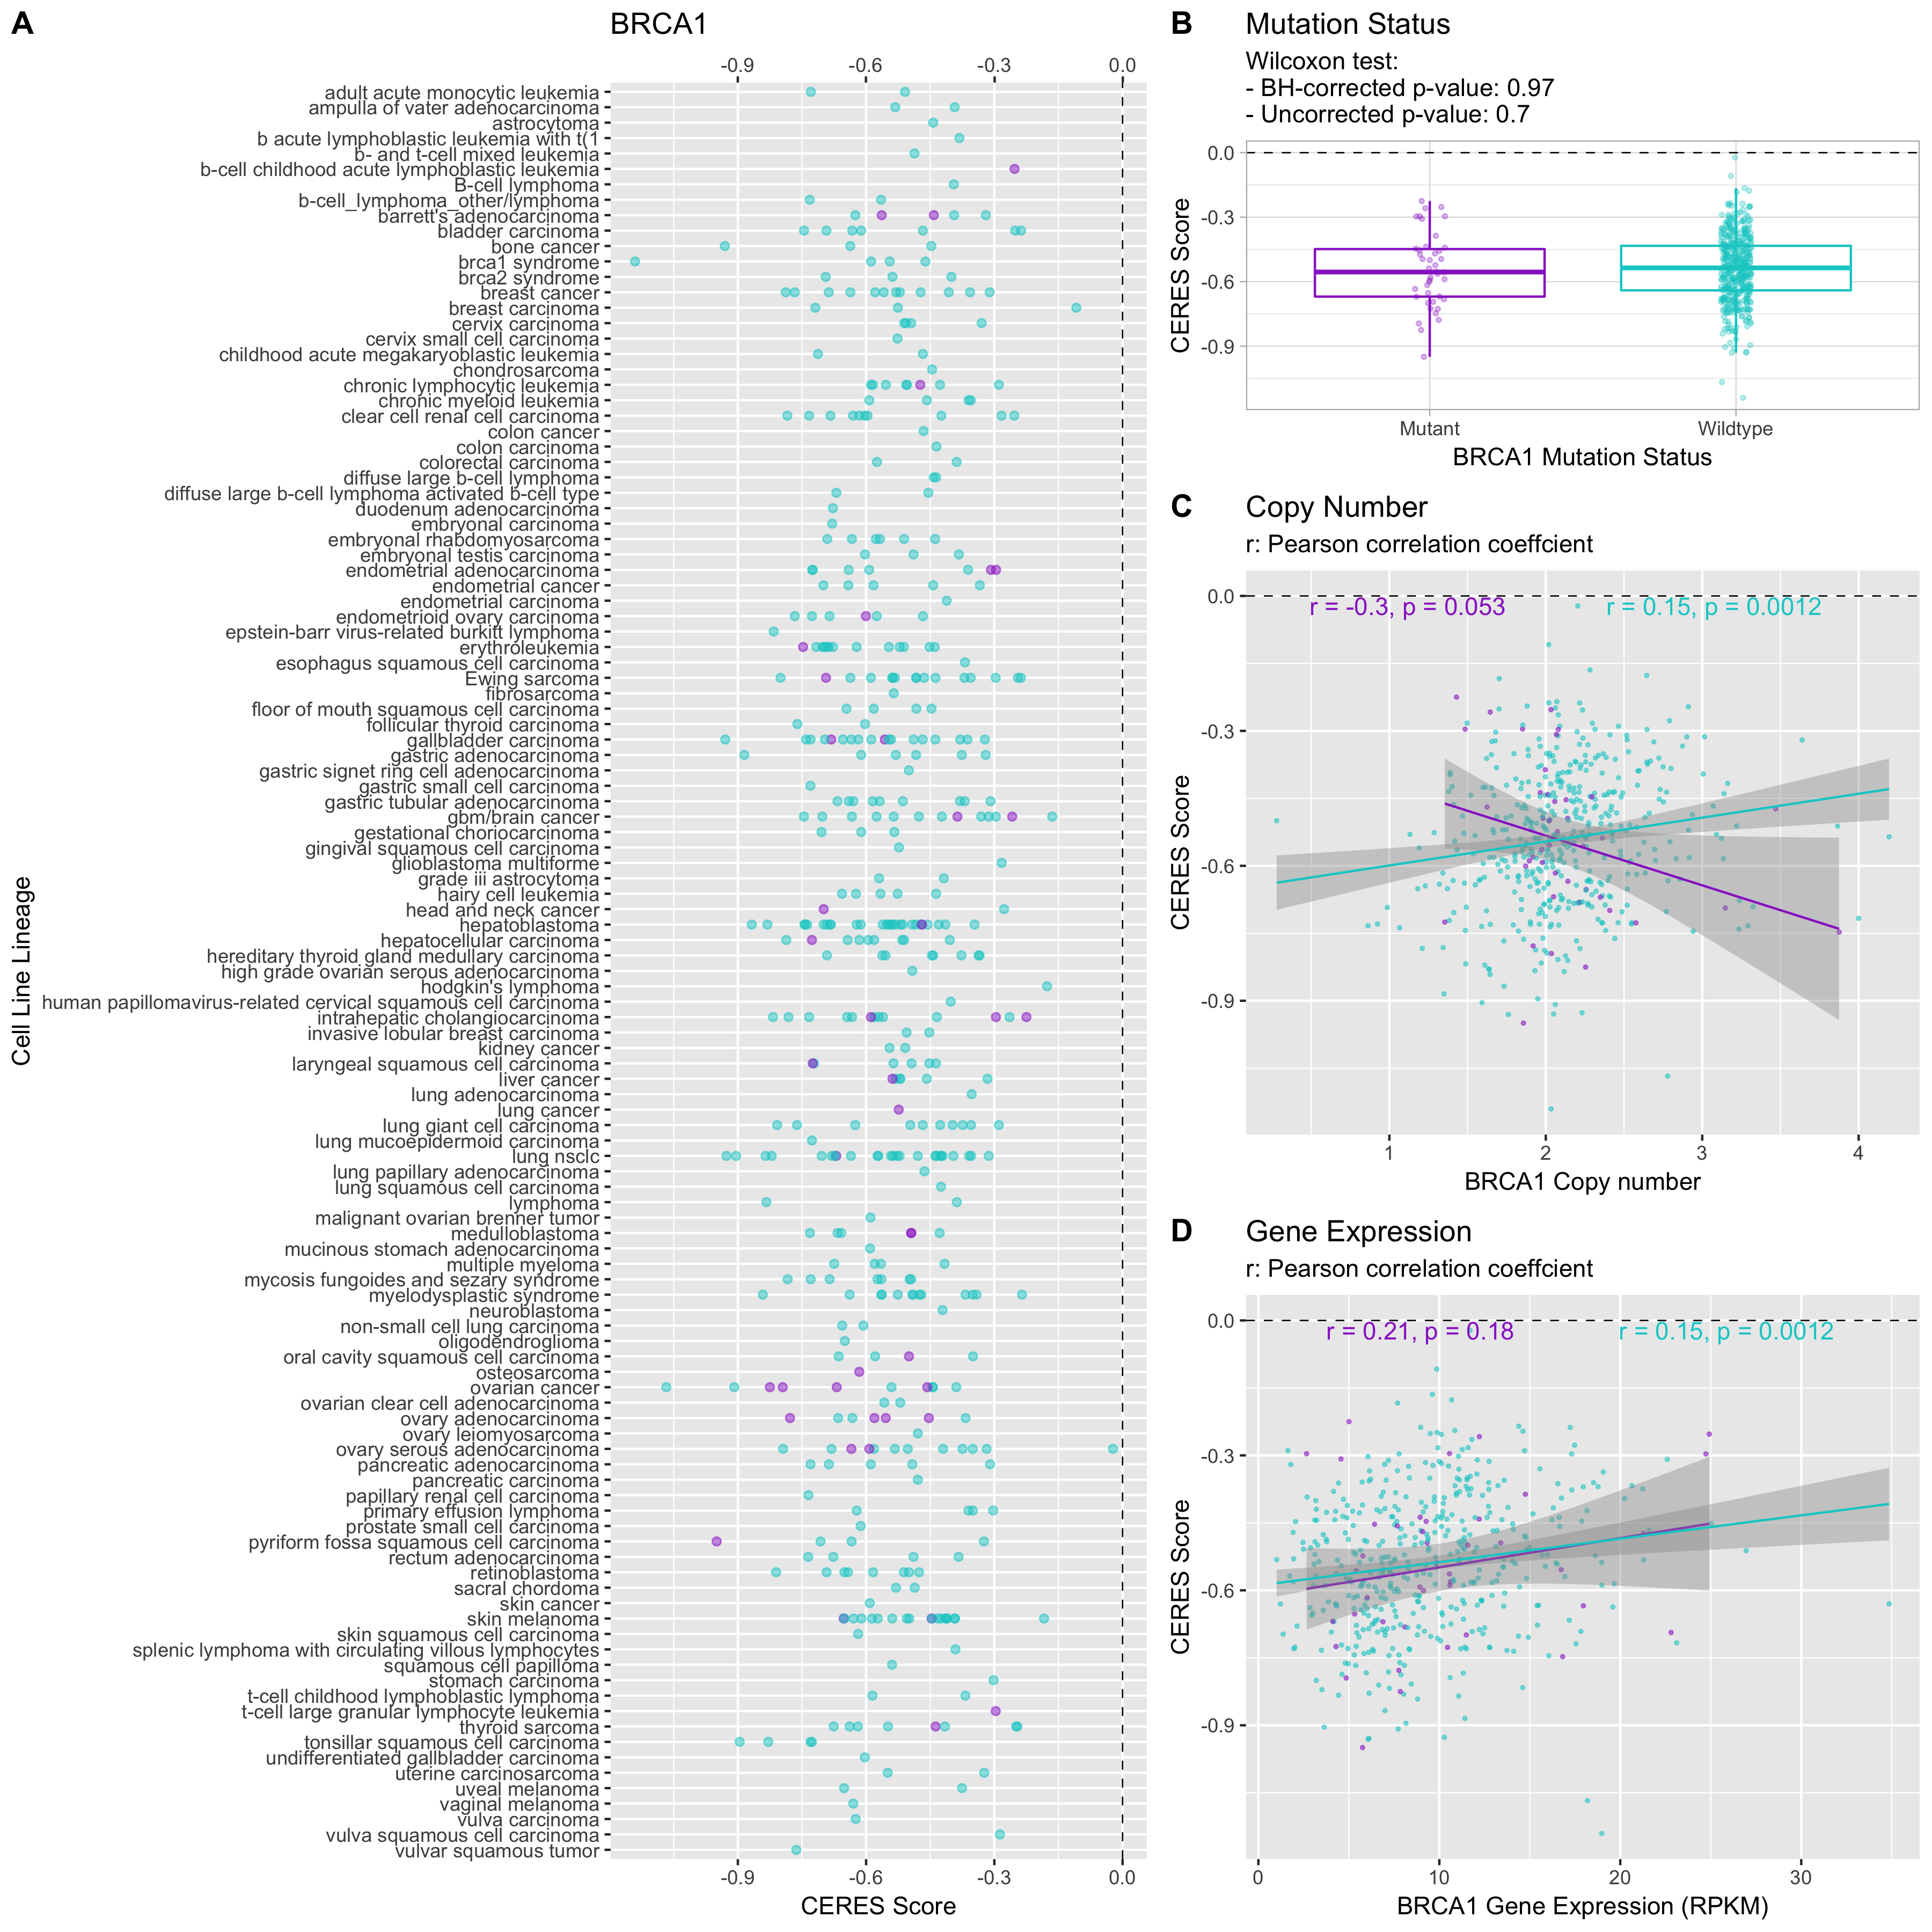 A
BRCA1
-0.9 -0.6 -0.3 0.0
Cell Line Lineage
adult acute monocytic leukemia
ampulla of vater adenocarcinoma
astrocytoma
b acute lymphoblastic leukemia with t(1
b- and t-cell mixed leukemia
b-cell childhood acute lymphoblastic leukemia
B-cell lymphoma
b-cell_lymphoma_other/lymphoma
barrett's adenocarcinoma
bladder carcinoma
bone cancer
brca1 syndrome
brca2 syndrome
breast cancer
breast carcinoma
cervix carcinoma
cervix small cell carcinoma
childhood acute megakaryoblastic leukemia
chondrosarcoma
chronic lymphocytic leukemia
chronic myeloid leukemia
clear cell renal cell carcinoma
colon cancer
colon carcinoma
colorectal carcinoma
diffuse large b-cell lymphoma
diffuse large b-cell lymphoma activated b-cell type
duodenum adenocarcinoma
embryonal carcinoma
embryonal rhabdomyosarcoma
embryonal testis carcinoma
endometrial adenocarcinoma
endometrial cancer
endometrial carcinoma
endometrioid ovary carcinoma
epstein-barr virus-related burkitt lymphoma
erythroleukemia
esophagus squamous cell carcinoma
Ewing sarcoma
fibrosarcoma
floor of mouth squamous cell carcinoma
follicular thyroid carcinoma
gallbladder carcinoma
gastric adenocarcinoma
gastric signet ring cell adenocarcinoma
gastric small cell carcinoma
gastric tubular adenocarcinoma
gbm/brain cancer
gestational choriocarcinoma
gingival squamous cell carcinoma
glioblastoma multiforme
grade iii astrocytoma
hairy cell leukemia
head and neck cancer
hepatoblastoma
hepatocellular carcinoma
hereditary thyroid gland medullary carcinoma
high grade ovarian serous adenocarcinoma
hodgkin's lymphoma
human papillomavirus-related cervical squamous cell carcinoma
intrahepatic cholangiocarcinoma
invasive lobular breast carcinoma
kidney cancer
laryngeal squamous cell carcinoma
liver cancer
lung adenocarcinoma
lung cancer
lung giant cell carcinoma
lung mucoepidermoid carcinoma
lung nsclc
lung papillary adenocarcinoma
lung squamous cell carcinoma
lymphoma
malignant ovarian brenner tumor
medulloblastoma
mucinous stomach adenocarcinoma
multiple myeloma
mycosis fungoides and sezary syndrome
myelodysplastic syndrome
neuroblastoma
non-small cell lung carcinoma
oligodendroglioma
oral cavity squamous cell carcinoma
osteosarcoma
ovarian cancer
ovarian clear cell adenocarcinoma
ovary adenocarcinoma
ovary leiomyosarcoma
ovary serous adenocarcinoma
pancreatic adenocarcinoma
pancreatic carcinoma
papillary renal cell carcinoma
primary effusion lymphoma
prostate small cell carcinoma
pyriform fossa squamous cell carcinoma
rectum adenocarcinoma
retinoblastoma
sacral chordoma
skin cancer
skin melanoma
skin squamous cell carcinoma
splenic lymphoma with circulating villous lymphocytes
squamous cell papilloma
stomach carcinoma
t-cell childhood lymphoblastic lymphoma
t-cell large granular lymphocyte leukemia
thyroid sarcoma
tonsillar squamous cell carcinoma
undifferentiated gallbladder carcinoma
uterine carcinosarcoma
uveal melanoma
vaginal melanoma
vulva carcinoma
vulva squamous cell carcinoma
vulvar squamous tumor
-0.9 -0.6 -0.3 0.0
CERES Score
B
Mutation Status
Wilcoxon test:
- BH-corrected p-value: 0.97
- Uncorrected p-value: 0.7
CERES Score
0.0
-0.3
-0.6
-0.9
Mutant Wildtype
BRCA1 Mutation Status
C
Copy Number
r: Pearson correlation coeffcient
r = -0.3, p = 0.053 r = 0.15, p = 0.0012
CERES Score
0.0
-0.3
-0.6
-0.9
1 2 3 4
BRCA1 Copy number
D
Gene Expression
r: Pearson correlation coeffcient
r = 0.21, p = 0.18 r = 0.15, p = 0.0012
CERES Score
0.0
-0.3
-0.6
-0.9
0 10 20 30
BRCA1 Gene Expression (RPKM)